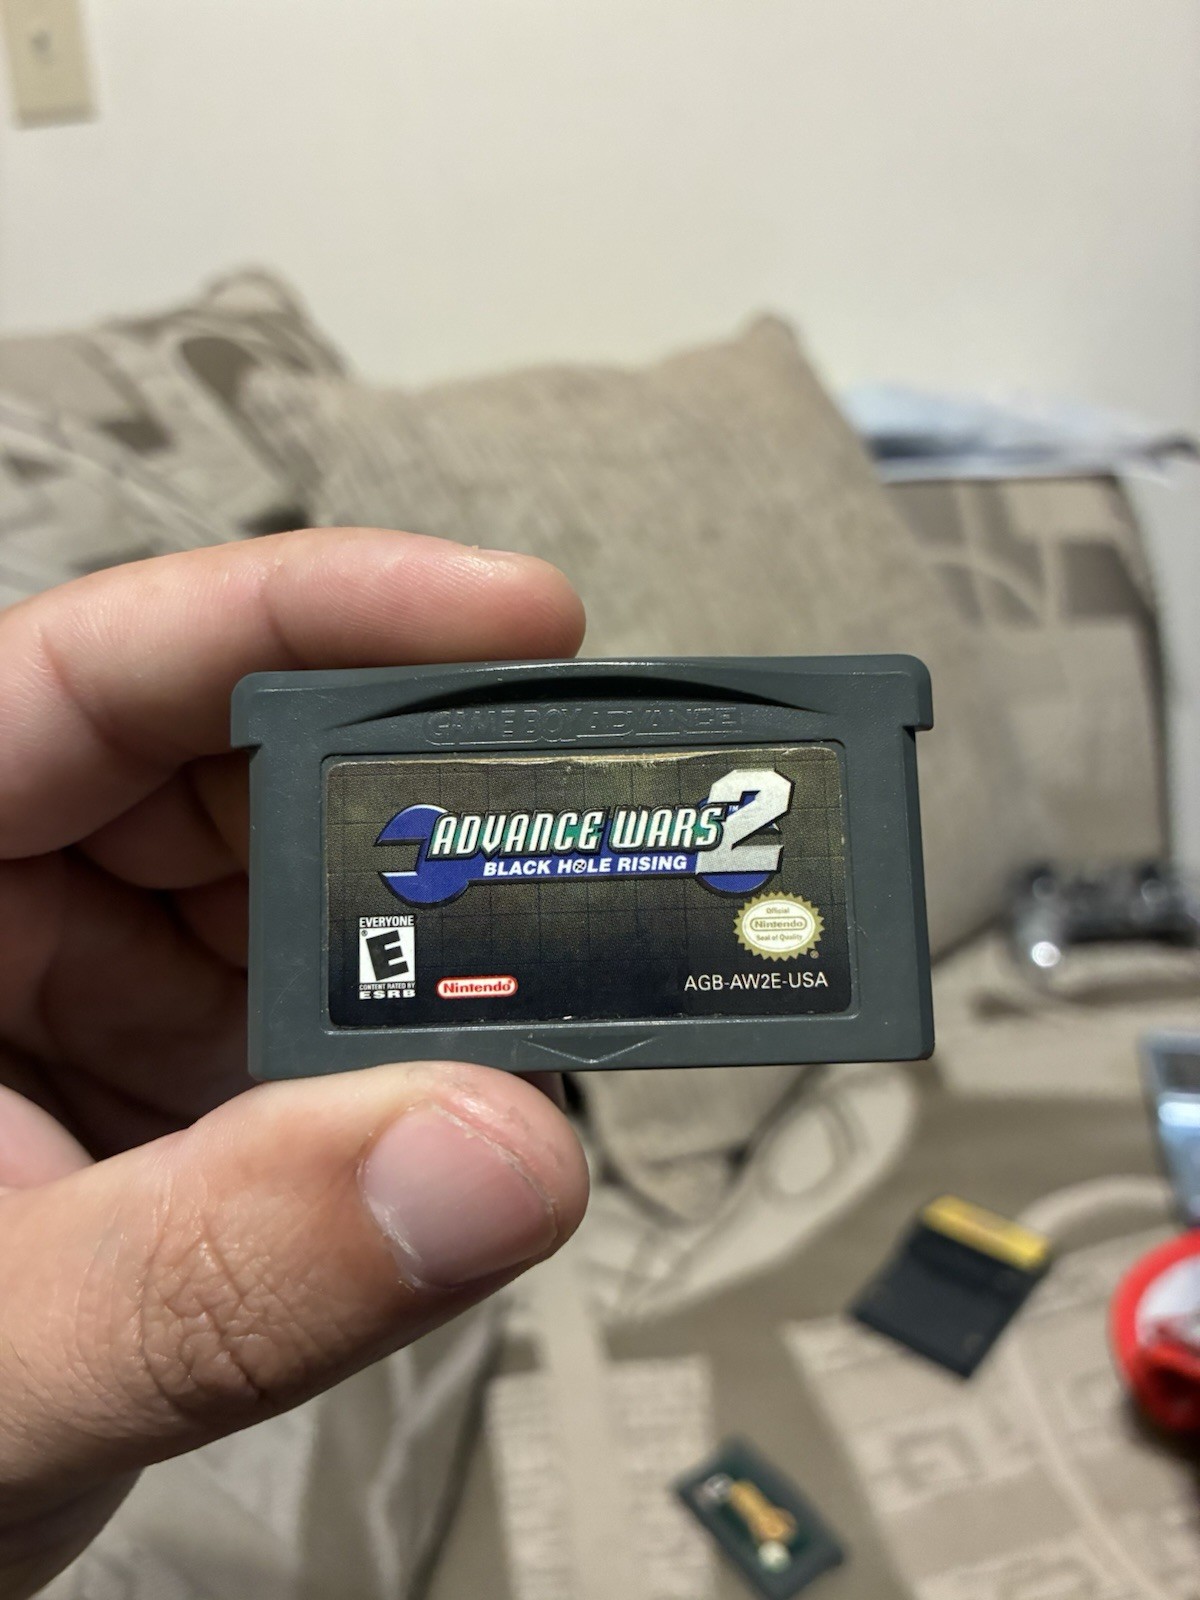 GAME BOY ADVANCE
ADVANCE WARS 2™
BLACK HOLE RISING
EVERYONE
E®
CONTENT RATED BY
ESRB
Nintendo®
Official
Nintendo
Seal of Quality
®
AGB-AW2E-USA